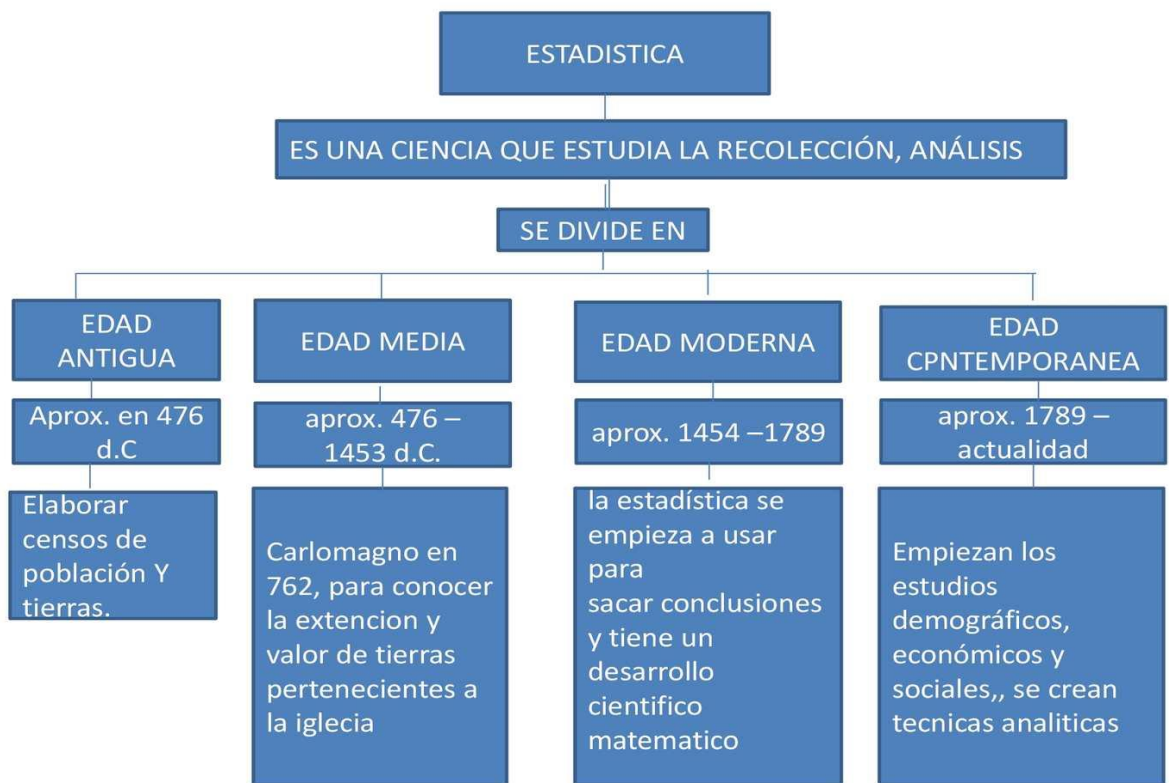 ESTADISTICA
ES UNA CIENCIA QUE ESTUDIA LA RECOLECCIÓN, ANÁLISIS
SE DIVIDE EN
EDAD
ANTIGUA
Aprox. en 476
d.C
Elaborar
censos de
población Y
tierras.
EDAD MEDIA
aprox. 476 –
1453 d.C.
Carlomagno en
762, para conocer
la extencion y
valor de tierras
pertenecientes a
la iglecia
EDAD MODERNA
aprox. 1454 –1789
la estadística se
empieza a usar
para
sacar conclusiones
y tiene un
desarrollo
cientifico
matematico
EDAD
CPNTEMPORANEA
aprox. 1789 –
actualidad
Empiezan los
estudios
demográficos,
económicos y
sociales,, se crean
tecnicas analiticas